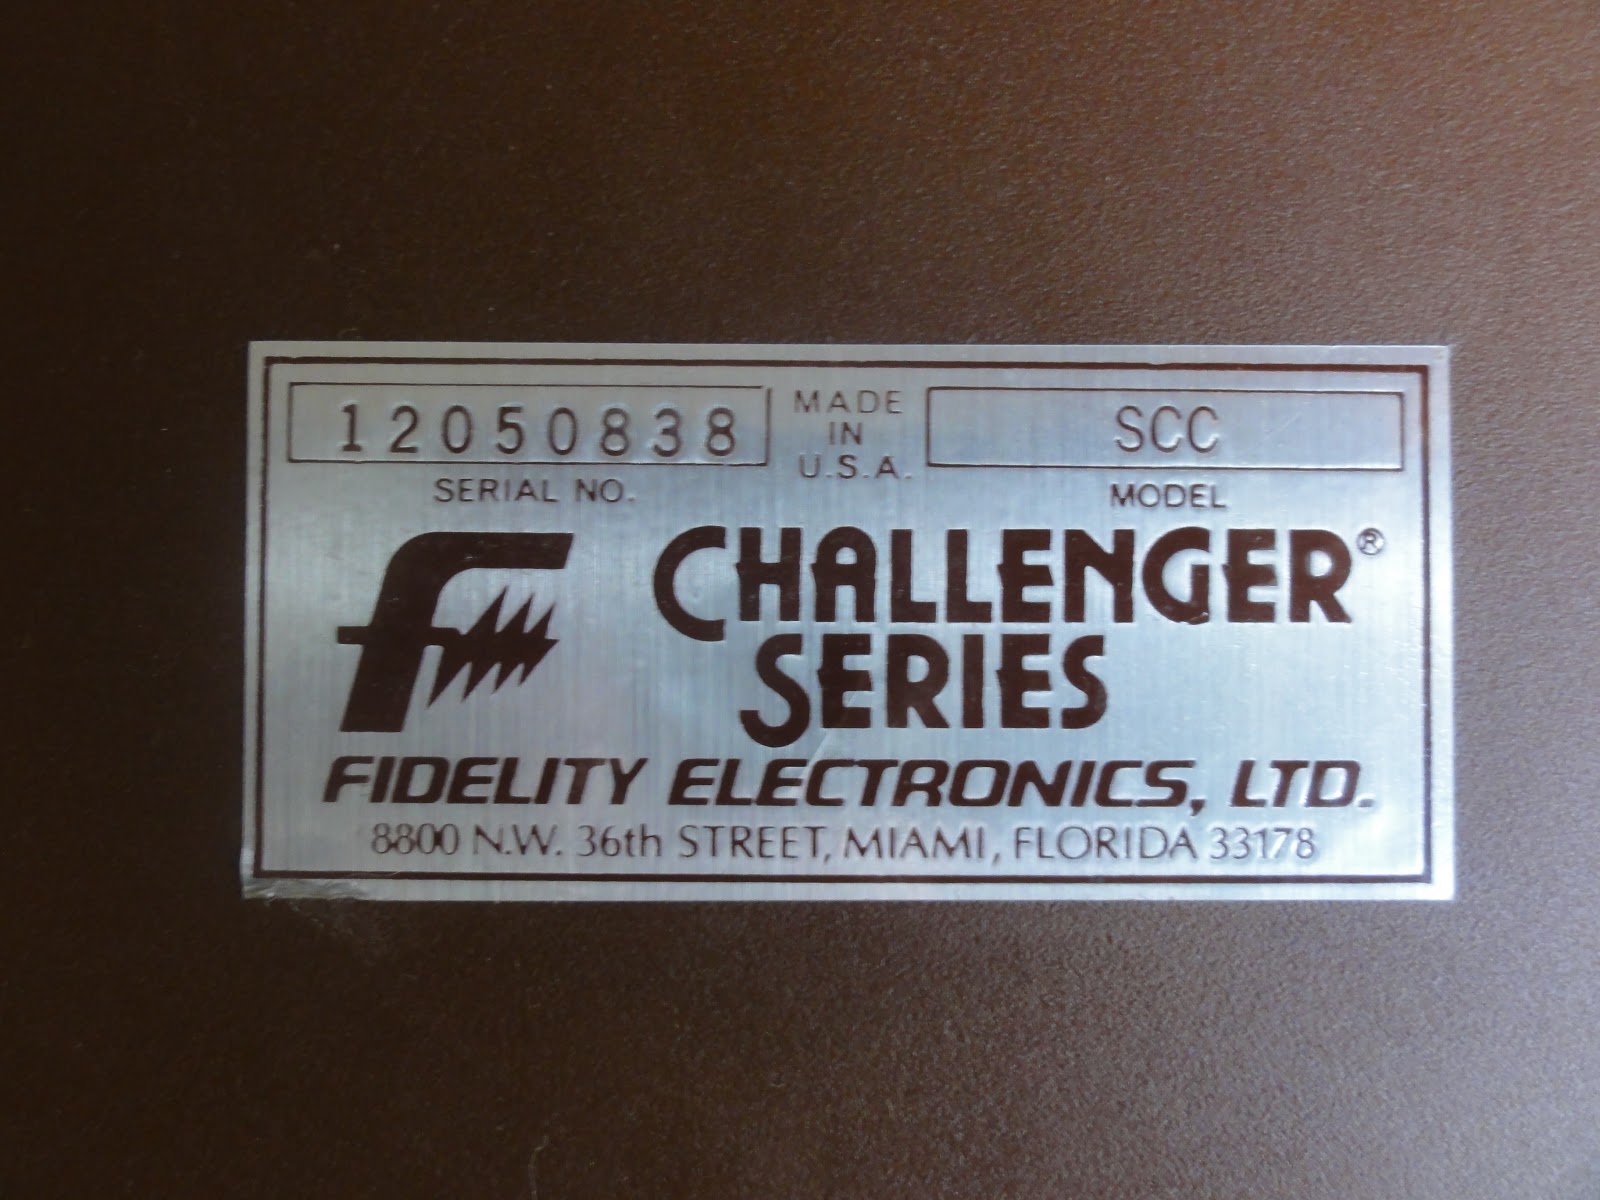 12050838 MADE IN U.S.A. SCC
SERIAL NO. MODEL
f CHALLENGER®
SERIES
FIDELITY ELECTRONICS, LTD.
8800 N.W. 36th STREET, MIAMI, FLORIDA 33178